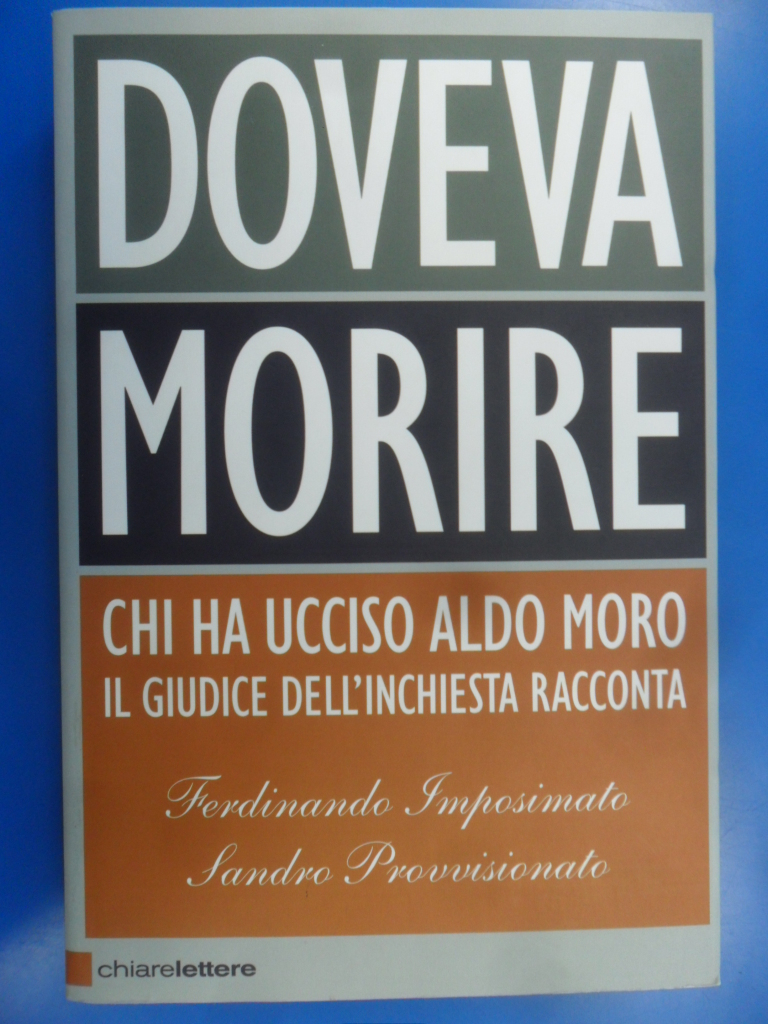 DOVEVA
MORIRE
CHI HA UCCISO ALDO MORO
IL GIUDICE DELL'INCHIESTA RACCONTA
Ferdinando Imposimato
Sandro Provvisionato
chiarelettere